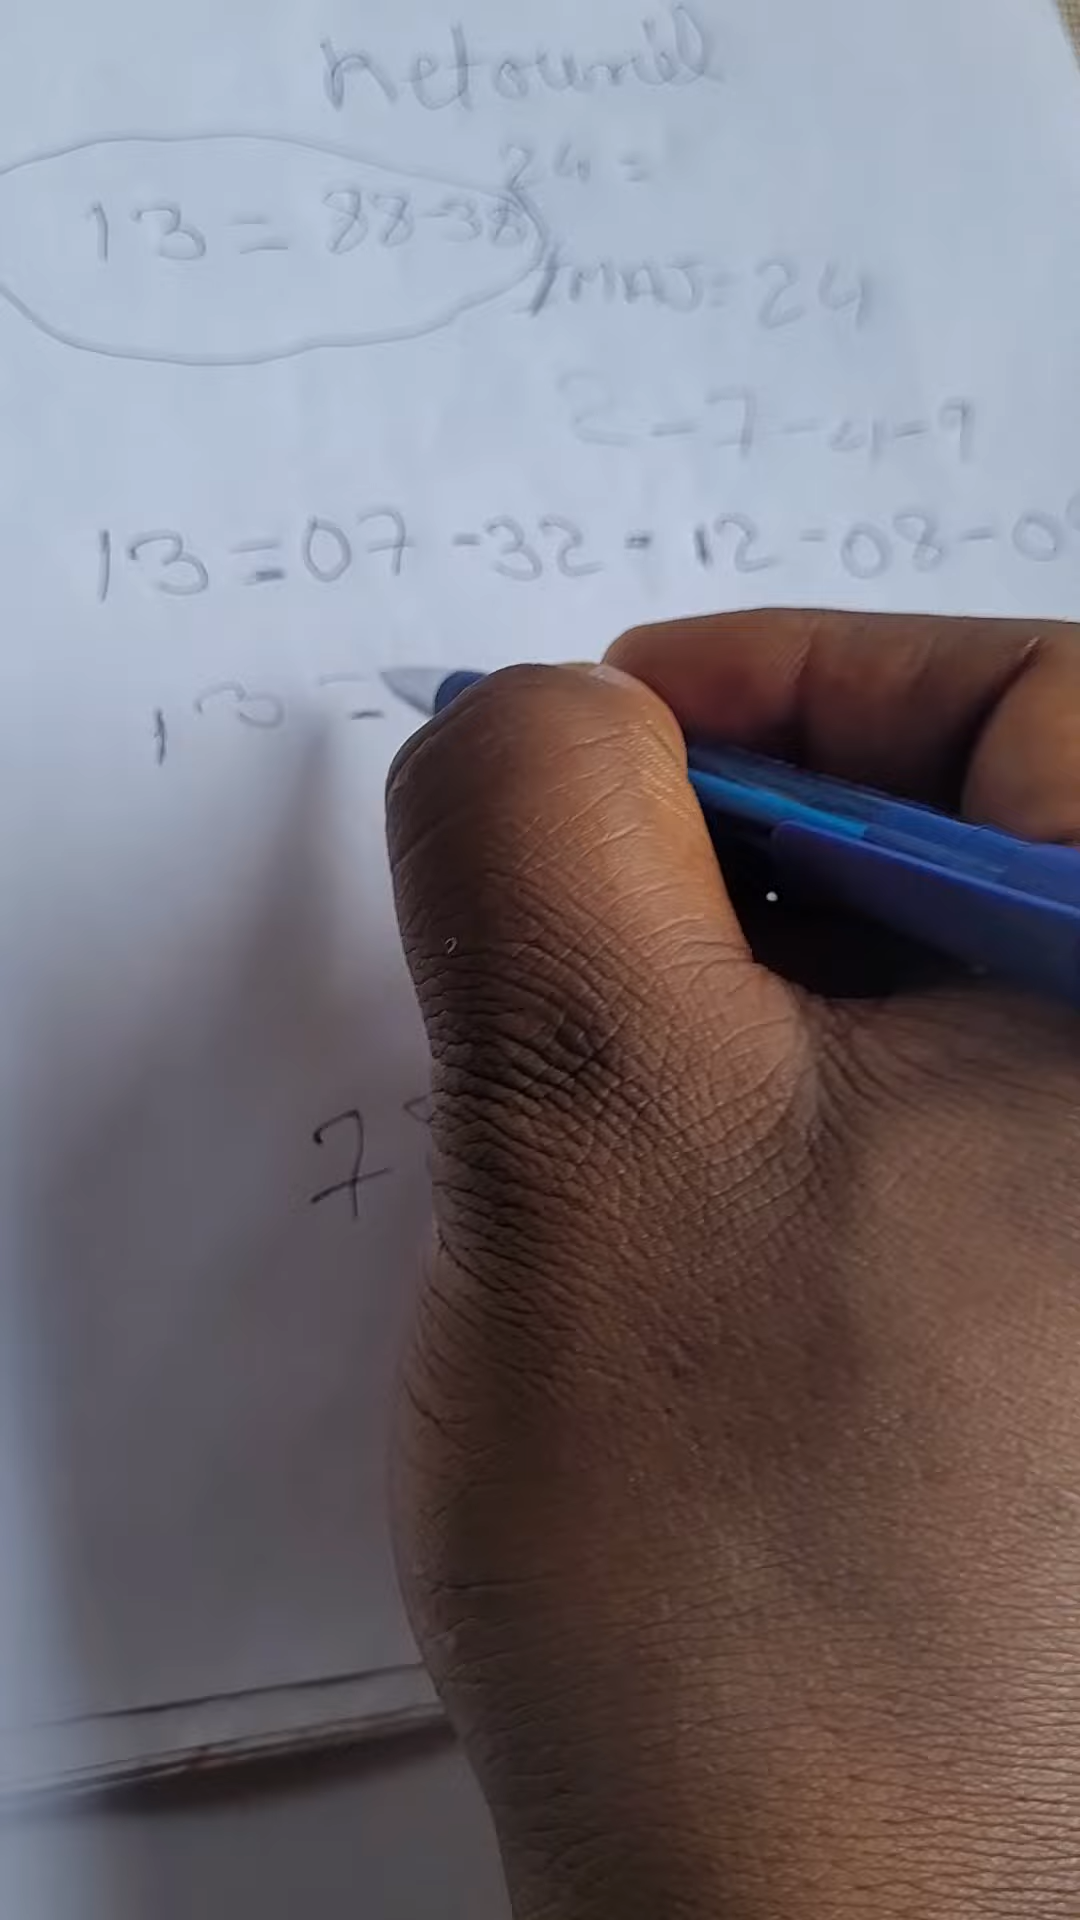 13 = 88-38
24 =
MAJ = 24
2-7-4-9
13 = 07 - 32 - 12 - 08 - 0
13 =
7